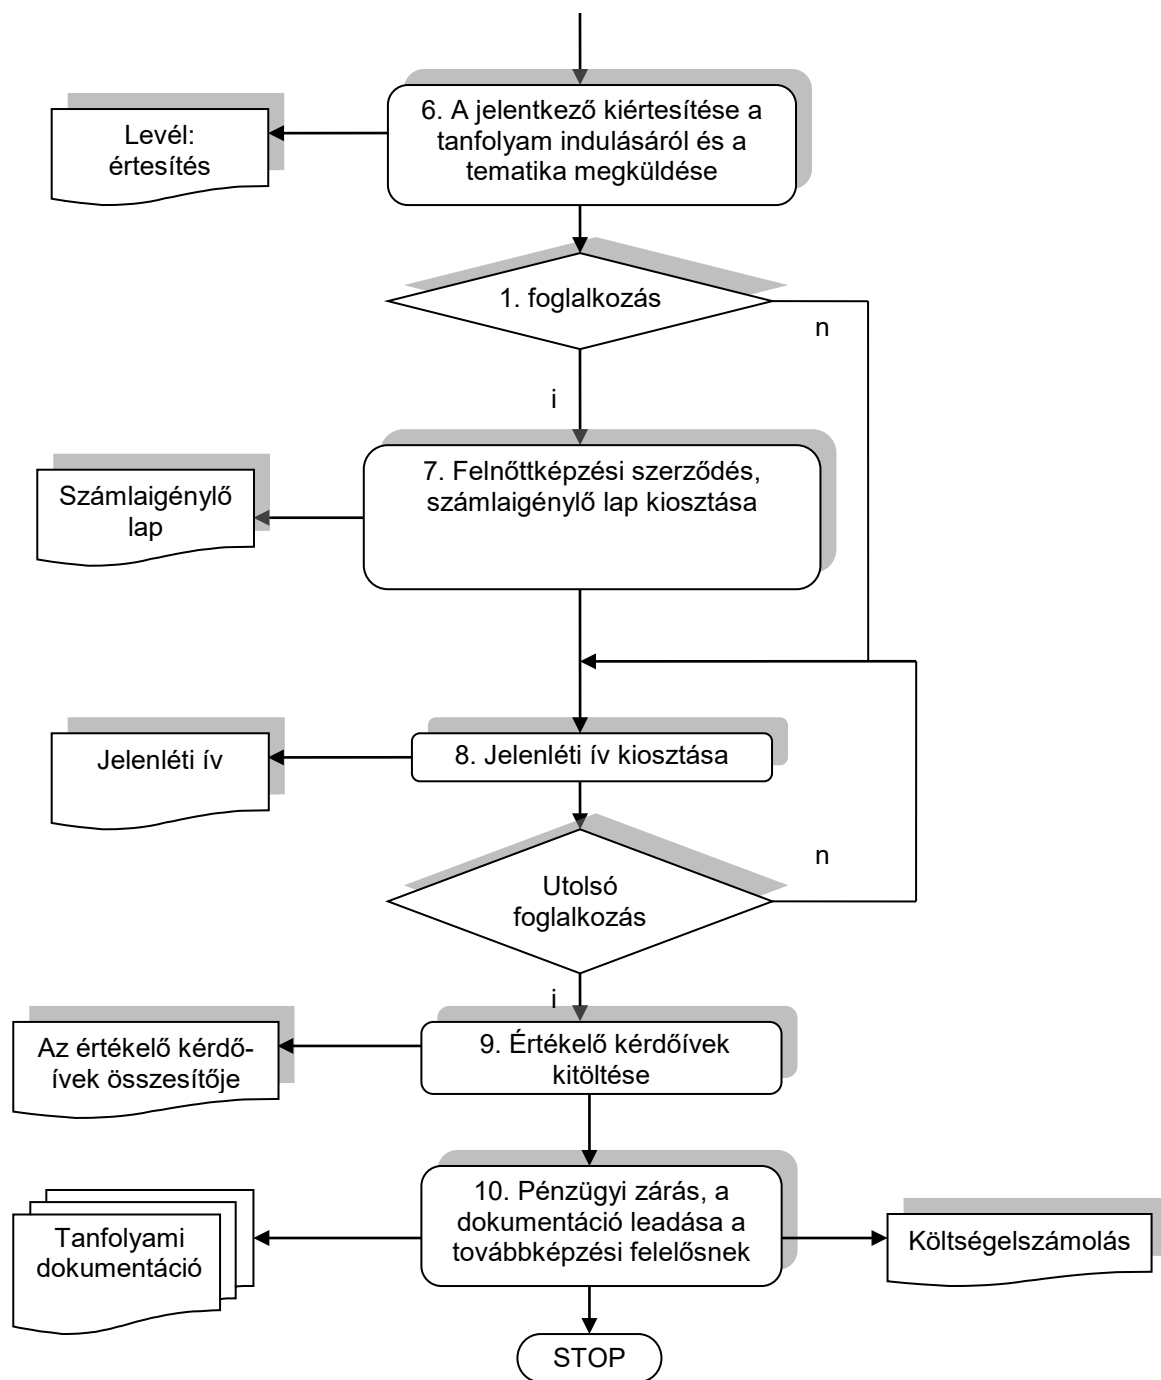 6. A jelentkező kiértesítése a
tanfolyam indulásáról és a
tematika megküldése
Levél:
értesítés
1. foglalkozás
n
i
7. Felnőttképzési szerződés,
számlaigénylő lap kiosztása
Számlaigénylő
lap
8. Jelenléti ív kiosztása
Jelenléti ív
Utolsó
foglalkozás
n
i
9. Értékelő kérdőívek
kitöltése
Az értékelő kérdő-
ívek összesítője
10. Pénzügyi zárás, a
dokumentáció leadása a
továbbképzési felelősnek
Tanfolyami
dokumentáció
Költségelszámolás
STOP